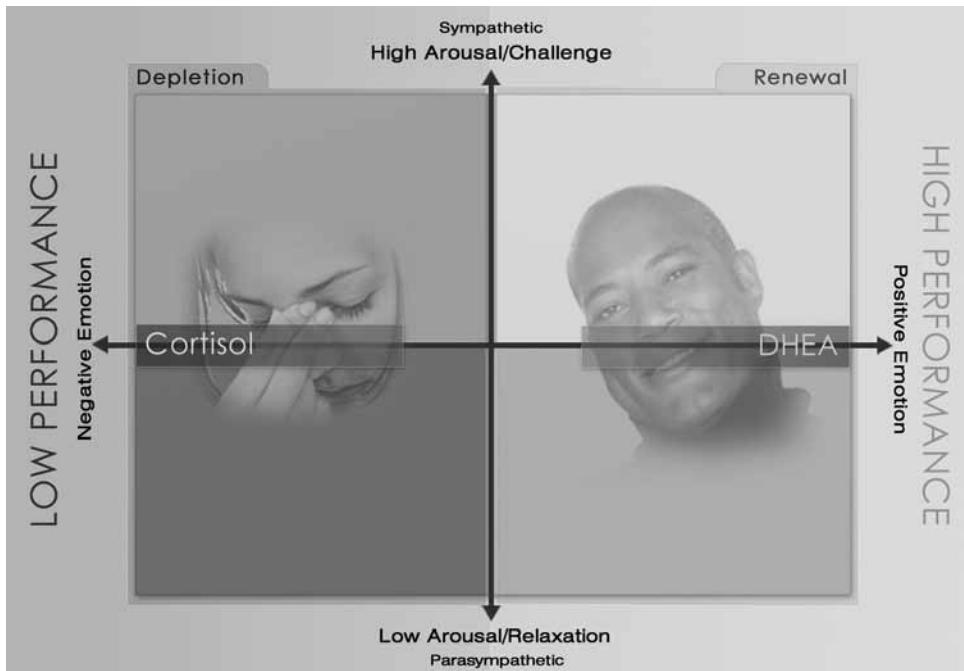 Sympathetic
High Arousal/Challenge
Depletion
Renewal
LOW PERFORMANCE
Negative Emotion
Cortisol
DHEA
Positive Emotion
HIGH PERFORMANCE
Low Arousal/Relaxation
Parasympathetic